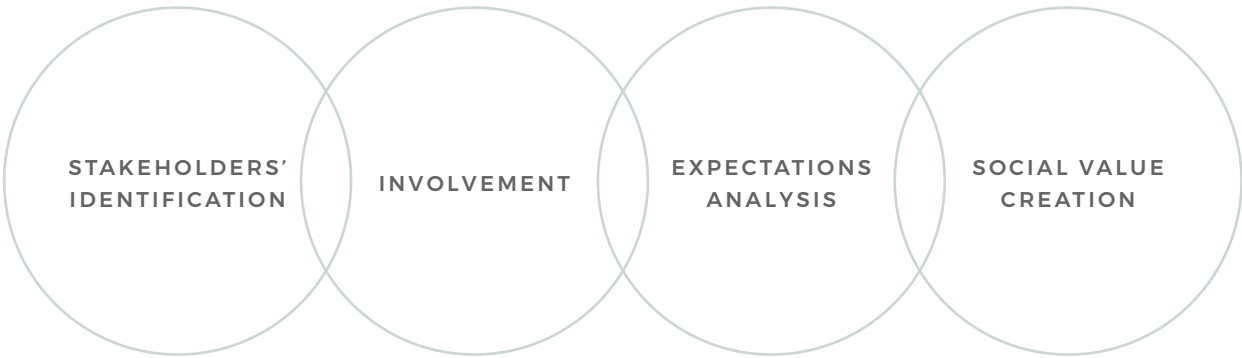 STAKEHOLDERS’
IDENTIFICATION
INVOLVEMENT
EXPECTATIONS
ANALYSIS
SOCIAL VALUE
CREATION